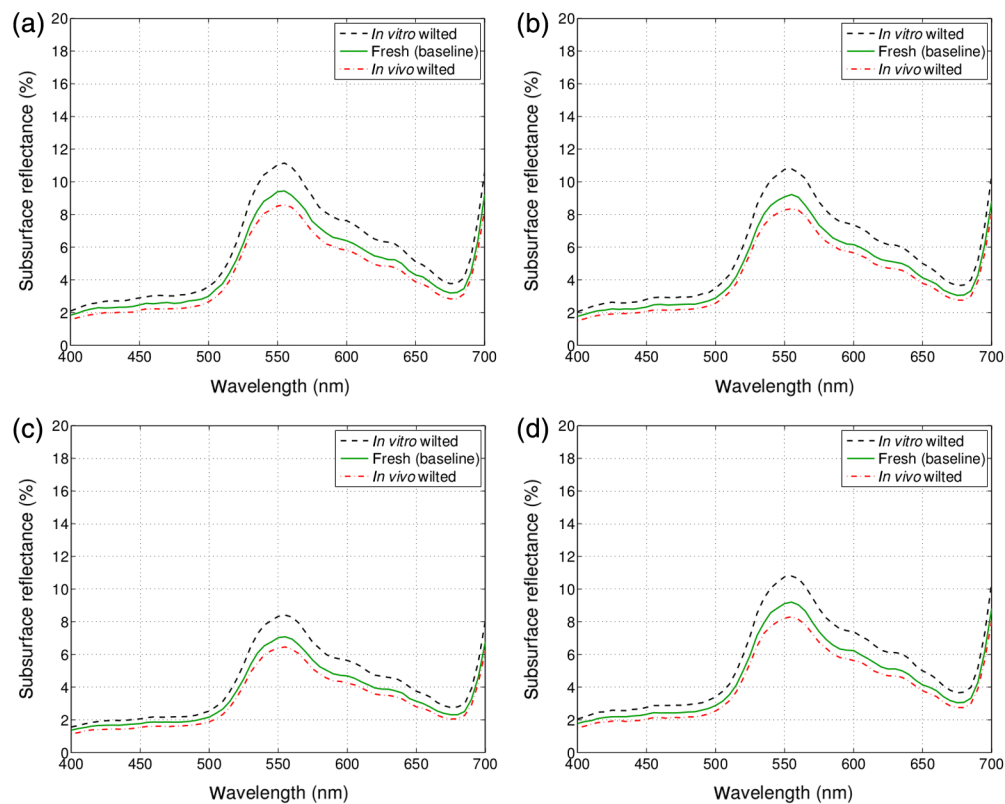 (a)
20
18
16
14
12
10
8
6
4
2
0
Subsurface reflectance (%)
In vitro wilted
Fresh (baseline)
In vivo wilted
400 450 500 550 600 650 700
Wavelength (nm)
(b)
20
18
16
14
12
10
8
6
4
2
0
Subsurface reflectance (%)
In vitro wilted
Fresh (baseline)
In vivo wilted
400 450 500 550 600 650 700
Wavelength (nm)
(c)
20
18
16
14
12
10
8
6
4
2
0
Subsurface reflectance (%)
In vitro wilted
Fresh (baseline)
In vivo wilted
400 450 500 550 600 650 700
Wavelength (nm)
(d)
20
18
16
14
12
10
8
6
4
2
0
Subsurface reflectance (%)
In vitro wilted
Fresh (baseline)
In vivo wilted
400 450 500 550 600 650 700
Wavelength (nm)